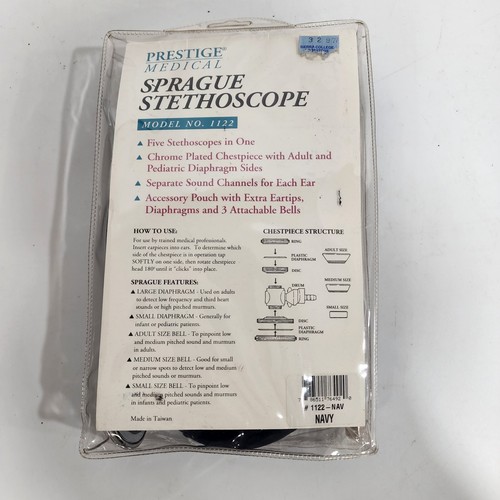 32
PRESTIGE®
MEDICAL
SPRAGUE
STETHOSCOPE
MODEL NO. 1122
▲ Five Stethoscopes in One
▲ Chrome Plated Chestpiece with Adult and
Pediatric Diaphragm Sides
▲ Separate Sound Channels for Each Ear
▲ Accessory Pouch with Extra Eartips,
Diaphragms and 3 Attachable Bells
HOW TO USE:
For use by trained medical professionals.
Insert earpieces into ears. To determine which
side of the chestpiece is in operation tap
SOFTLY on one side, then rotate chestpiece
head 180° until it "clicks" into place.
SPRAGUE FEATURES:
▲ LARGE DIAPHRAGM - Used on adults
to detect low frequency and third heart
sounds or high pitched murmurs.
▲ SMALL DIAPHRAGM - Generally for
infant or pediatric patients.
▲ ADULT SIZE BELL - To pinpoint low
and medium pitched sound and murmurs
in adults.
▲ MEDIUM SIZE BELL - Good for small
or narrow spots to detect low and medium
pitched sounds or murmurs.
▲ SMALL SIZE BELL - To pinpoint low
and medium pitched sounds and murmurs
in infants and pediatric patients.
Made in Taiwan
CHESTPIECE STRUCTURE
RING
PLASTIC
DIAPHRAGM
DISC
DRUM
DISC
PLASTIC
DIAPHRAGM
RING
ADULT SIZE
MEDIUM SIZE
SMALL SIZE
# 1122-NAV
NAVY